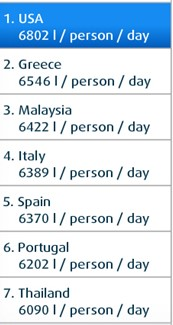 1. USA
6802 l / person / day
2. Greece
6546 l / person / day
3. Malaysia
6422 l / person / day
4. Italy
6389 l / person / day
5. Spain
6370 l / person / day
6. Portugal
6202 l / person / day
7. Thailand
6090 l / person / day